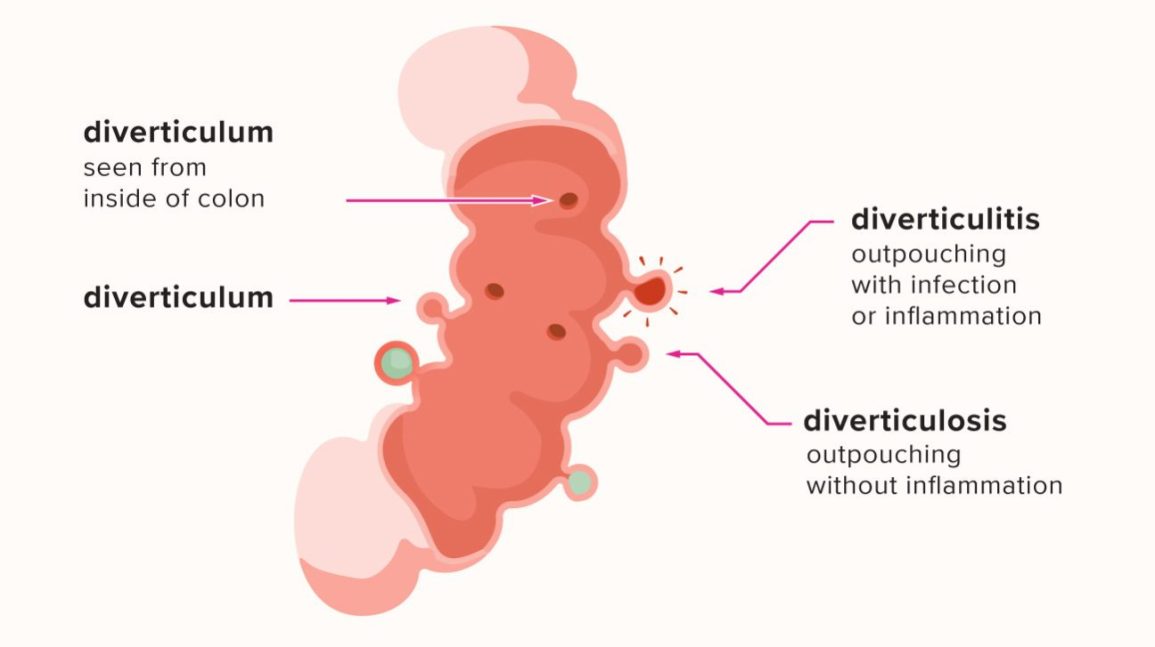 diverticulum
seen from
inside of colon
diverticulum
diverticulitis
outpouching
with infection
or inflammation
diverticulosis
outpouching
without inflammation